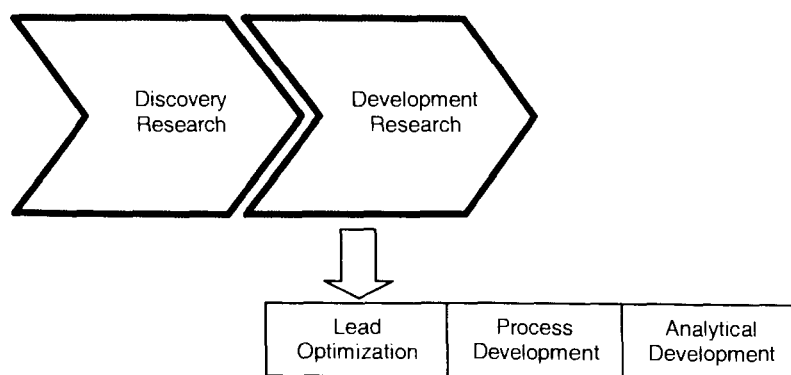 Discovery
Research
Development
Research
Lead
Optimization
Process
Development
Analytical
Development